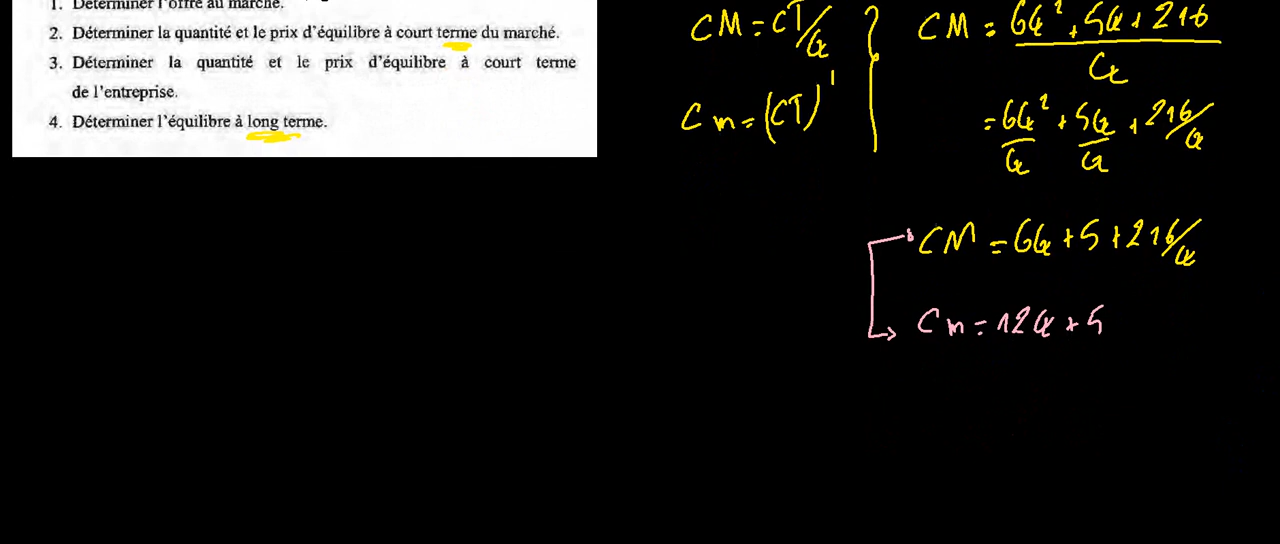 1. Déterminer l'offre au marché.
2. Déterminer la quantité et le prix d'équilibre à court terme du marché.
3. Déterminer la quantité et le prix d'équilibre à court terme
de l'entreprise.
4. Déterminer l'équilibre à long terme.
CM = CT/Q
Cm = (CT)'
CM = 6Q² + 5Q + 216
Q
= 6Q² + 5Q + 216/Q
Q Q
CM = 6Q + 5 + 216/Q
Cm = 12Q + 5